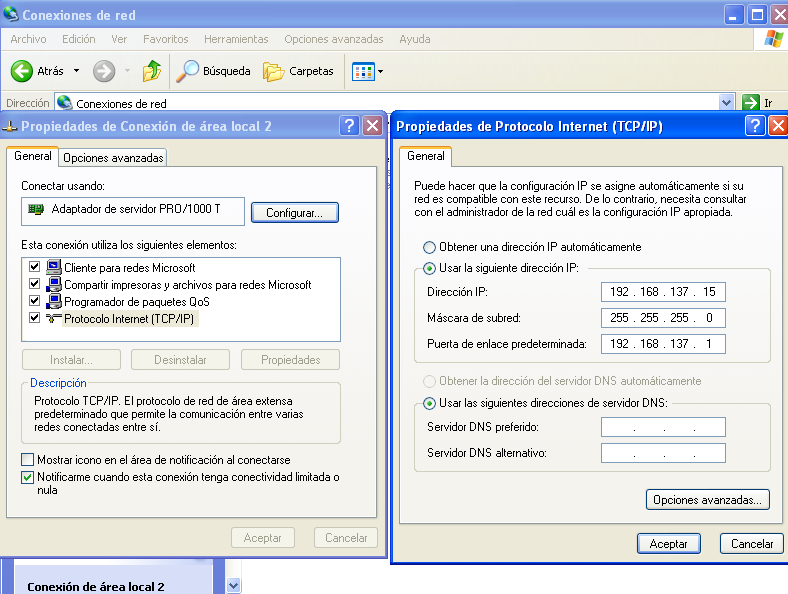 Conexiones de red
Archivo Edición Ver Favoritos Herramientas Opciones avanzadas Ayuda
Atrás Búsqueda Carpetas
Dirección Conexiones de red Ir
Propiedades de Conexión de área local 2
General Opciones avanzadas
Conectar usando:
Adaptador de servidor PRO/1000 T
Configurar...
Esta conexión utiliza los siguientes elementos:
Cliente para redes Microsoft
Compartir impresoras y archivos para redes Microsoft
Programador de paquetes QoS
Protocolo Internet (TCP/IP)
Instalar... Desinstalar Propiedades
Descripción
Protocolo TCP/IP. El protocolo de red de área extensa
predeterminado que permite la comunicación entre varias
redes conectadas entre sí.
Mostrar icono en el área de notificación al conectarse
Notificarme cuando esta conexión tenga conectividad limitada o
nula
Aceptar Cancelar
Conexión de área local 2
Propiedades de Protocolo Internet (TCP/IP)
General
Puede hacer que la configuración IP se asigne automáticamente si su
red es compatible con este recurso. De lo contrario, necesita consultar
con el administrador de la red cuál es la configuración IP apropiada.
Obtener una dirección IP automáticamente
Usar la siguiente dirección IP:
Dirección IP: 192 . 168 . 137 . 15
Máscara de subred: 255 . 255 . 255 . 0
Puerta de enlace predeterminada: 192 . 168 . 137 . 1
Obtener la dirección del servidor DNS automáticamente
Usar las siguientes direcciones de servidor DNS:
Servidor DNS preferido: . . .
Servidor DNS alternativo: . . .
Opciones avanzadas...
Aceptar Cancelar